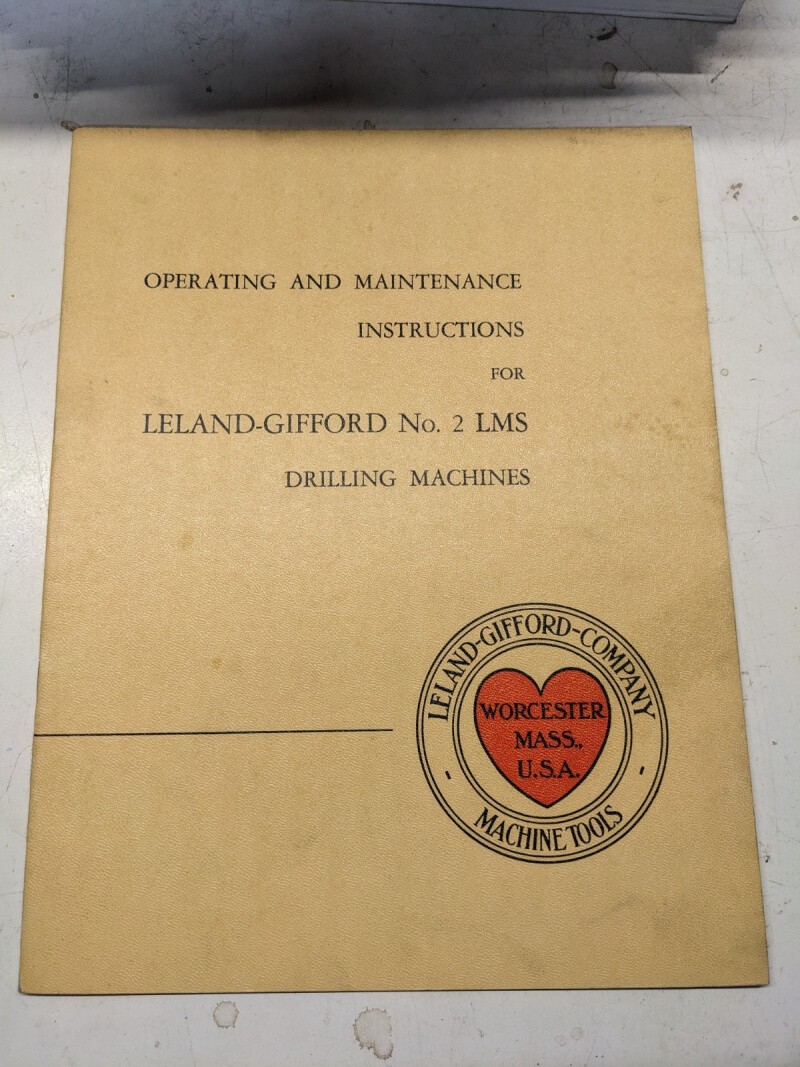 OPERATING AND MAINTENANCE
INSTRUCTIONS
FOR
LELAND-GIFFORD No. 2 LMS
DRILLING MACHINES
LELAND-GIFFORD-COMPANY
WORCESTER
MASS.,
U.S.A.
- MACHINE TOOLS -